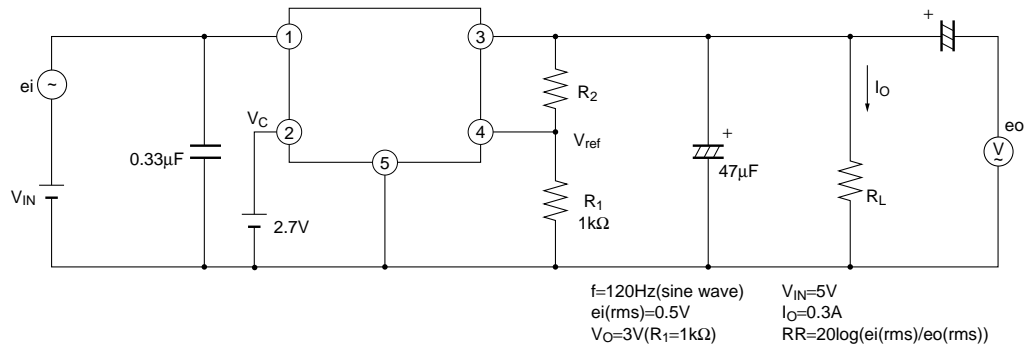 +
1
3
ei
~
R2
IO
VC
2
4
Vref
+
eo
V
~
0.33μF
5
47μF
VIN
R1
1kΩ
RL
2.7V
f=120Hz(sine wave)
ei(rms)=0.5V
VO=3V(R1=1kΩ)
VIN=5V
IO=0.3A
RR=20log(ei(rms)/eo(rms))